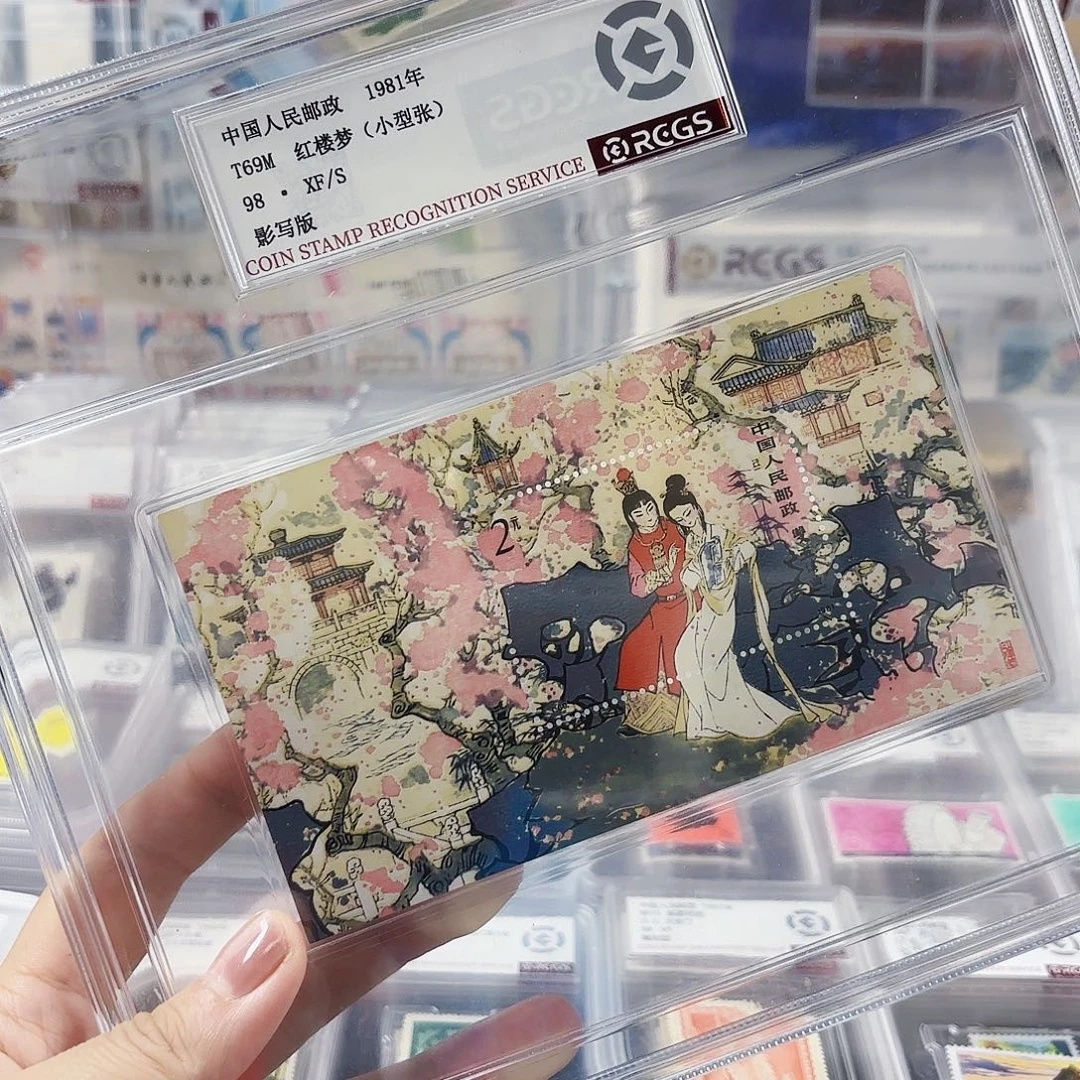 中国人民邮政 1981年
T69M 红楼梦（小型张）
98 · XF/S
影写版
COIN STAMP RECOGNITION SERVICE
RCGS
RCGS
2元
中国人民邮政